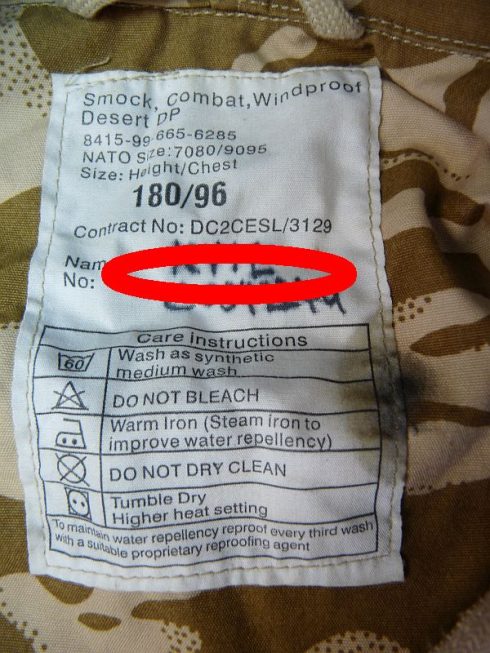 Smock, Combat, Windproof
Desert DP
8415-99-665-6285
NATO Size:7080/9095
Size: Height/Chest
180/96
Contract No: DC2CESL/3129
No:
Care instructions
60 Wash as synthetic
medium wash
DO NOT BLEACH
Warm Iron (Steam iron to
improve water repellency)
DO NOT DRY CLEAN
Tumble Dry
Higher heat setting
To maintain water repellency reproof every third wash
with a suitable proprietary reproofing agent